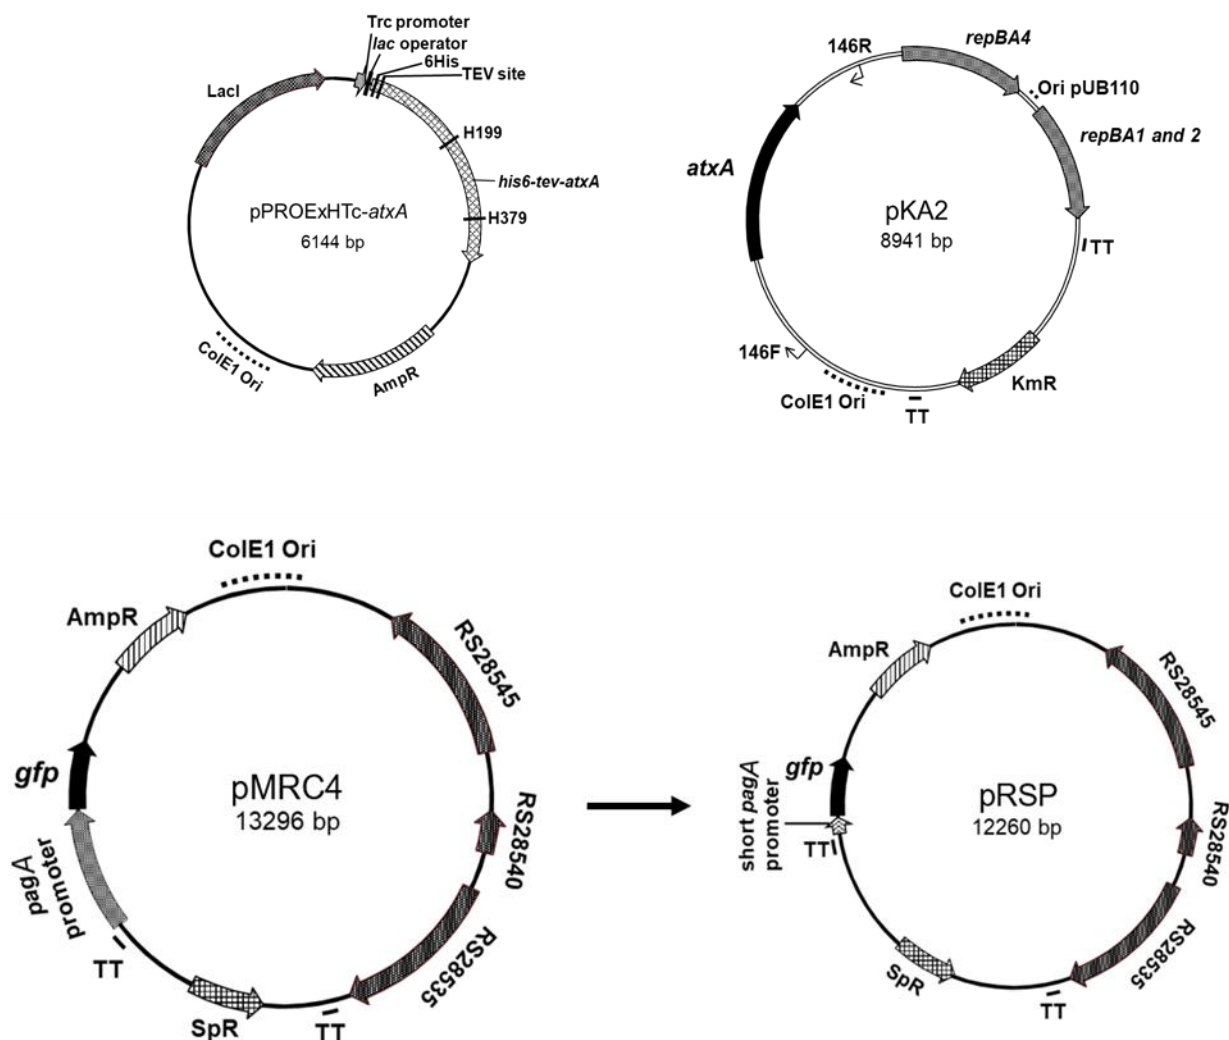 Trc promoter
lac operator
6His
TEV site
LacI
H199
his6-tev-atxA
pPROExHTc-atxA
6144 bp
H379
ColE1 Ori
AmpR
146R
repBA4
Ori pUB110
repBA1 and 2
atxA
pKA2
8941 bp
TT
146F
KmR
ColE1 Ori
TT
ColE1 Ori
AmpR
RS28545
gfp
pMRC4
13296 bp
RS28540
pagA
promoter
TT
RS28535
SpR
TT
ColE1 Ori
AmpR
RS28545
gfp
pRSP
12260 bp
short pagA
promoter
TT
RS28540
RS28535
SpR
TT